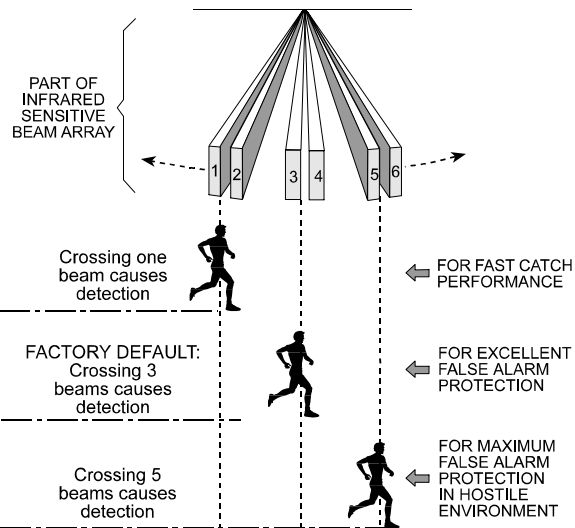 PART OF
INFRARED
SENSITIVE
BEAM ARRAY
1
2
3
4
5
6
Crossing one
beam causes
detection
FOR FAST CATCH
PERFORMANCE
FACTORY DEFAULT:
Crossing 3
beams causes
detection
FOR EXCELLENT
FALSE ALARM
PROTECTION
Crossing 5
beams causes
detection
FOR MAXIMUM
FALSE ALARM
PROTECTION
IN HOSTILE
ENVIRONMENT